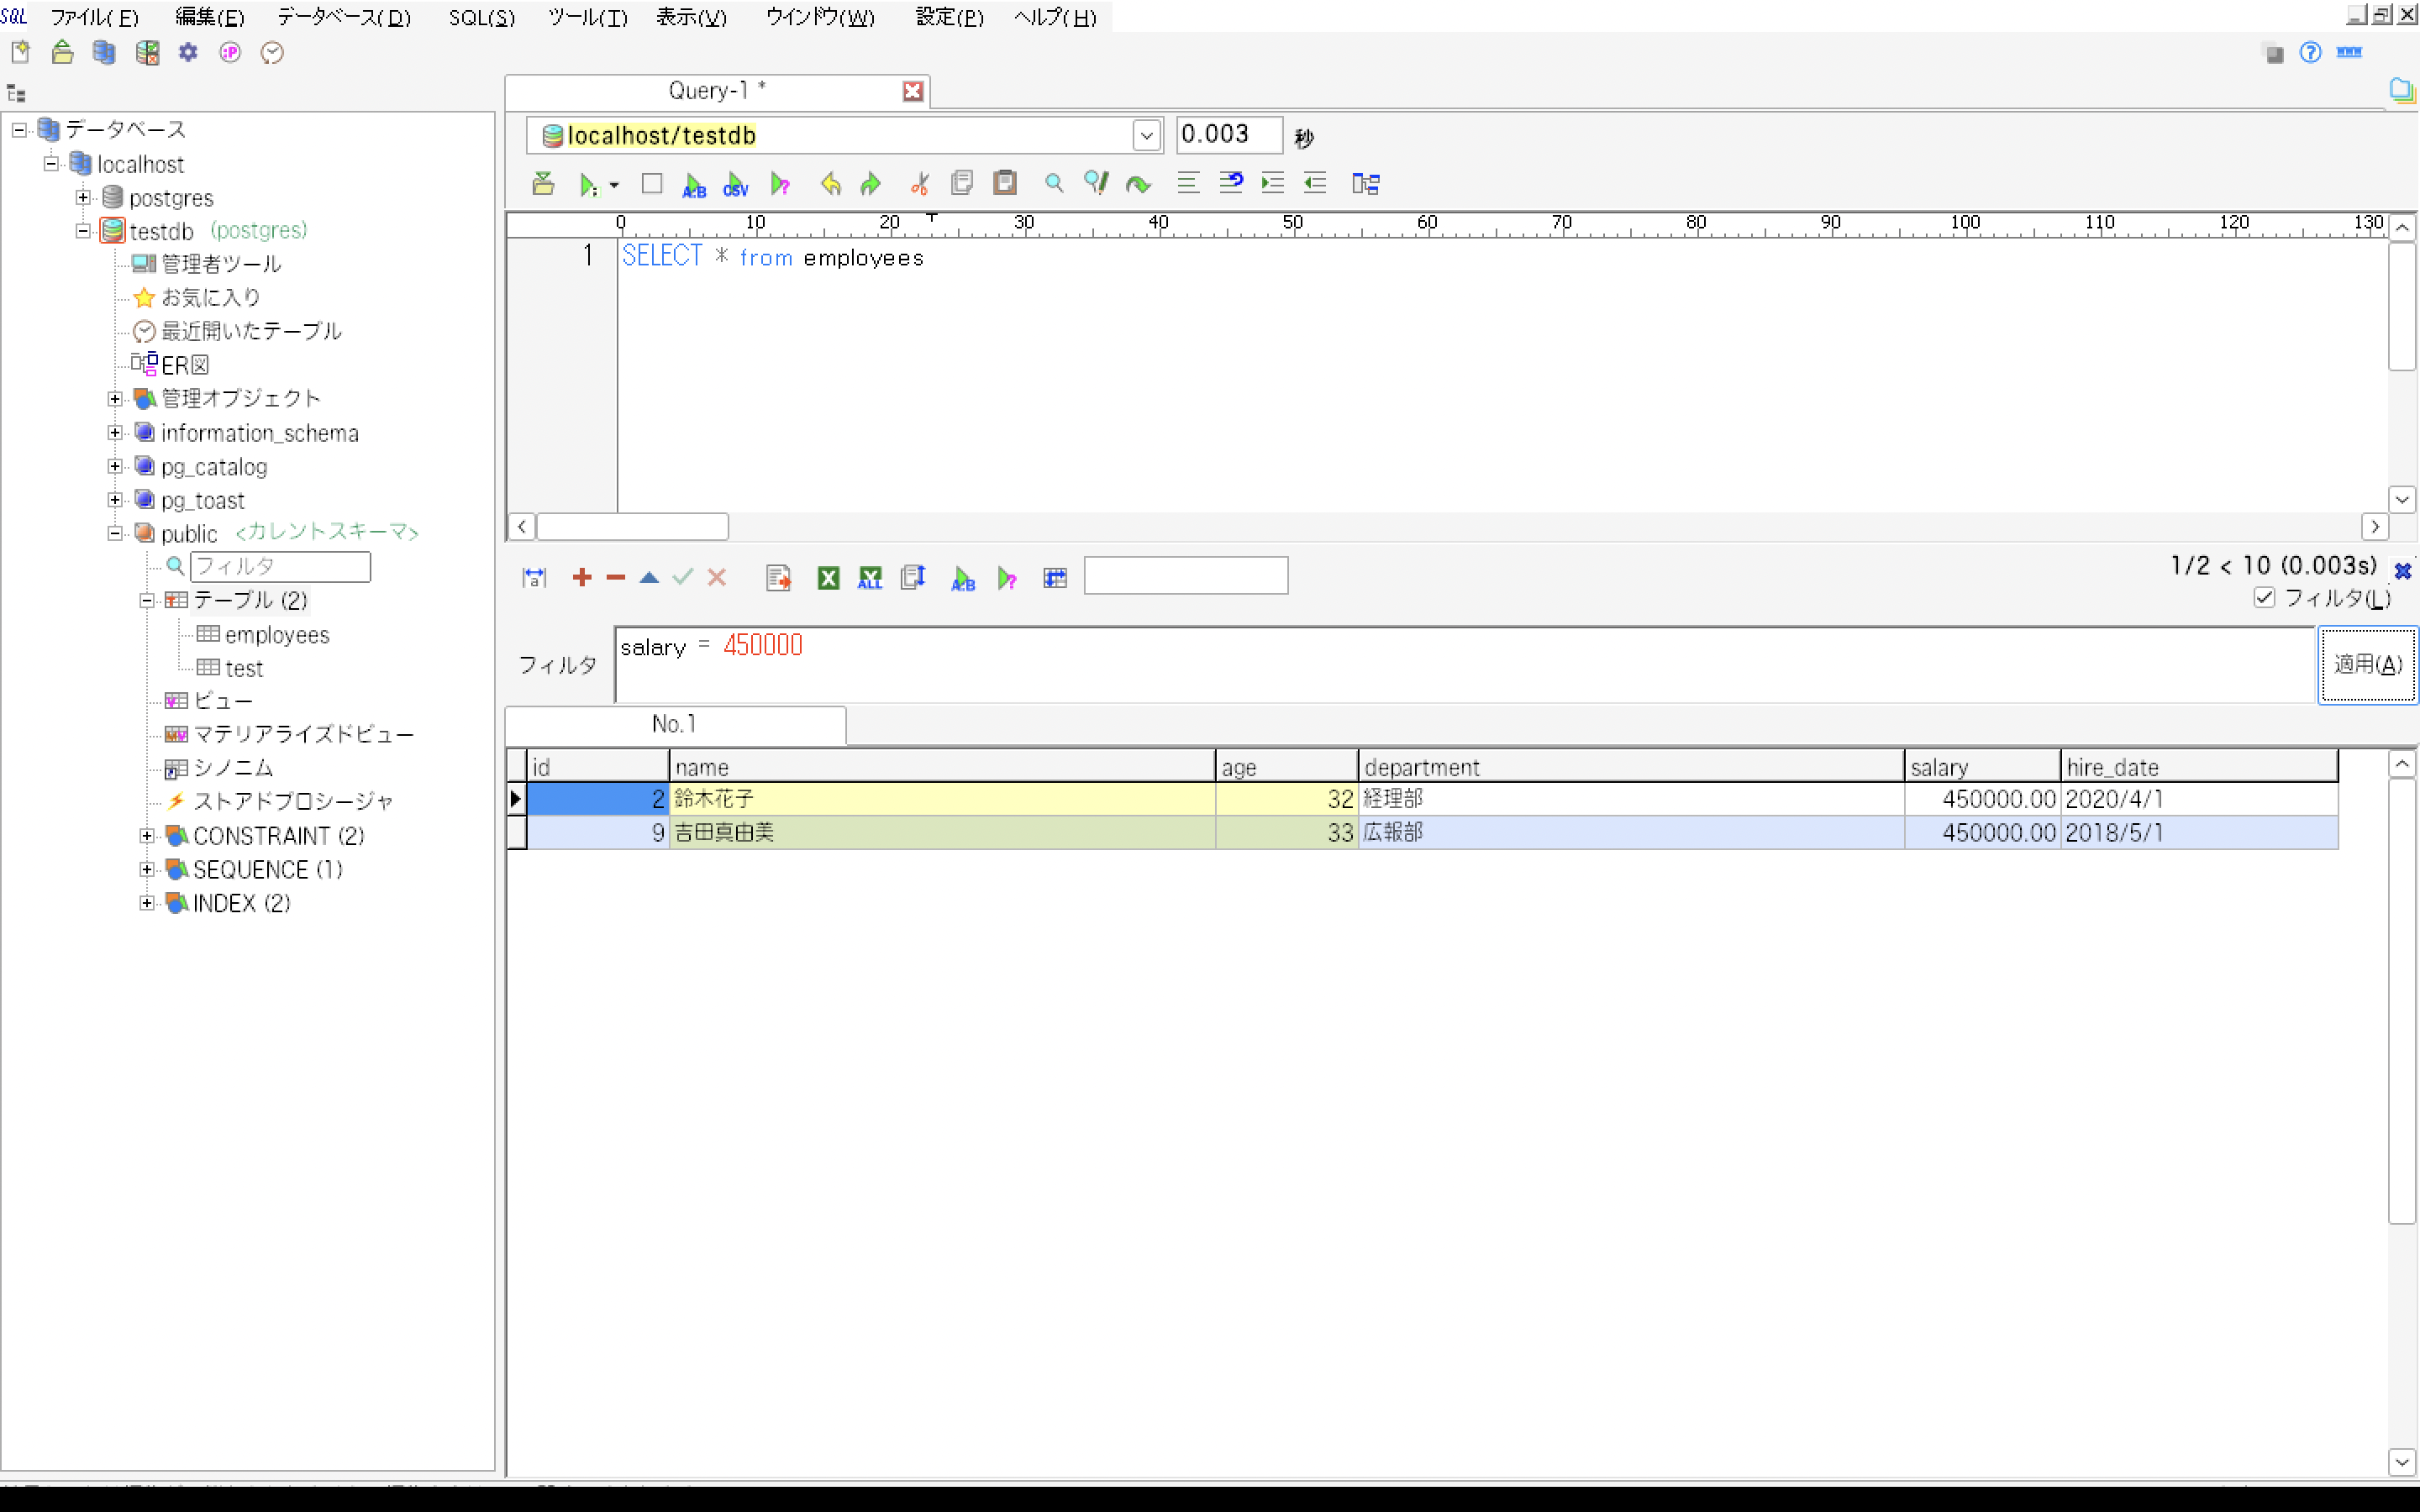 SQL ファイル(F) 編集(E) データベース(D) SQL(S) ツール(T) 表示(V) ウインドウ(W) 設定(P) ヘルプ(H)
Query-1 *
データベース
localhost
postgres
testdb (postgres)
管理者ツール
お気に入り
最近開いたテーブル
ER図
管理オブジェクト
information_schema
pg_catalog
pg_toast
public <カレントスキーマ>
フィルタ
テーブル (2)
employees
test
ビュー
マテリアライズドビュー
シノニム
ストアドプロシージャ
CONSTRAINT (2)
SEQUENCE (1)
INDEX (2)
localhost/testdb 0.003 秒
A:B CSV
0 10 20 30 40 50 60 70 80 90 100 110 120 130
1 SELECT * from employees
ALL A:B
1/2 < 10 (0.003s)
フィルタ(L)
フィルタ salary = 450000 適用(A)
No.1
id name age department salary hire_date
2 鈴木花子 32 経理部 450000.00 2020/4/1
9 吉田真由美 33 広報部 450000.00 2018/5/1